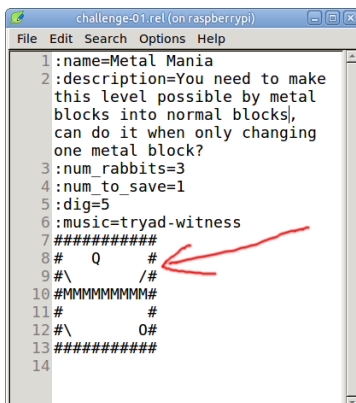 challenge-01.rel (on raspberrypi)
File Edit Search Options Help
1 :name=Metal Mania
2 :description=You need to make
this level possible by metal
blocks into normal blocks,
can do it when only changing
one metal block?
3 :num_rabbits=3
4 :num_to_save=1
5 :dig=5
6 :music=tryad-witness
7 ###########
8 #   Q     #
9 #\       /#
10 #MMMMMMMMM#
11 #         #
12 #\       O#
13 ###########
14